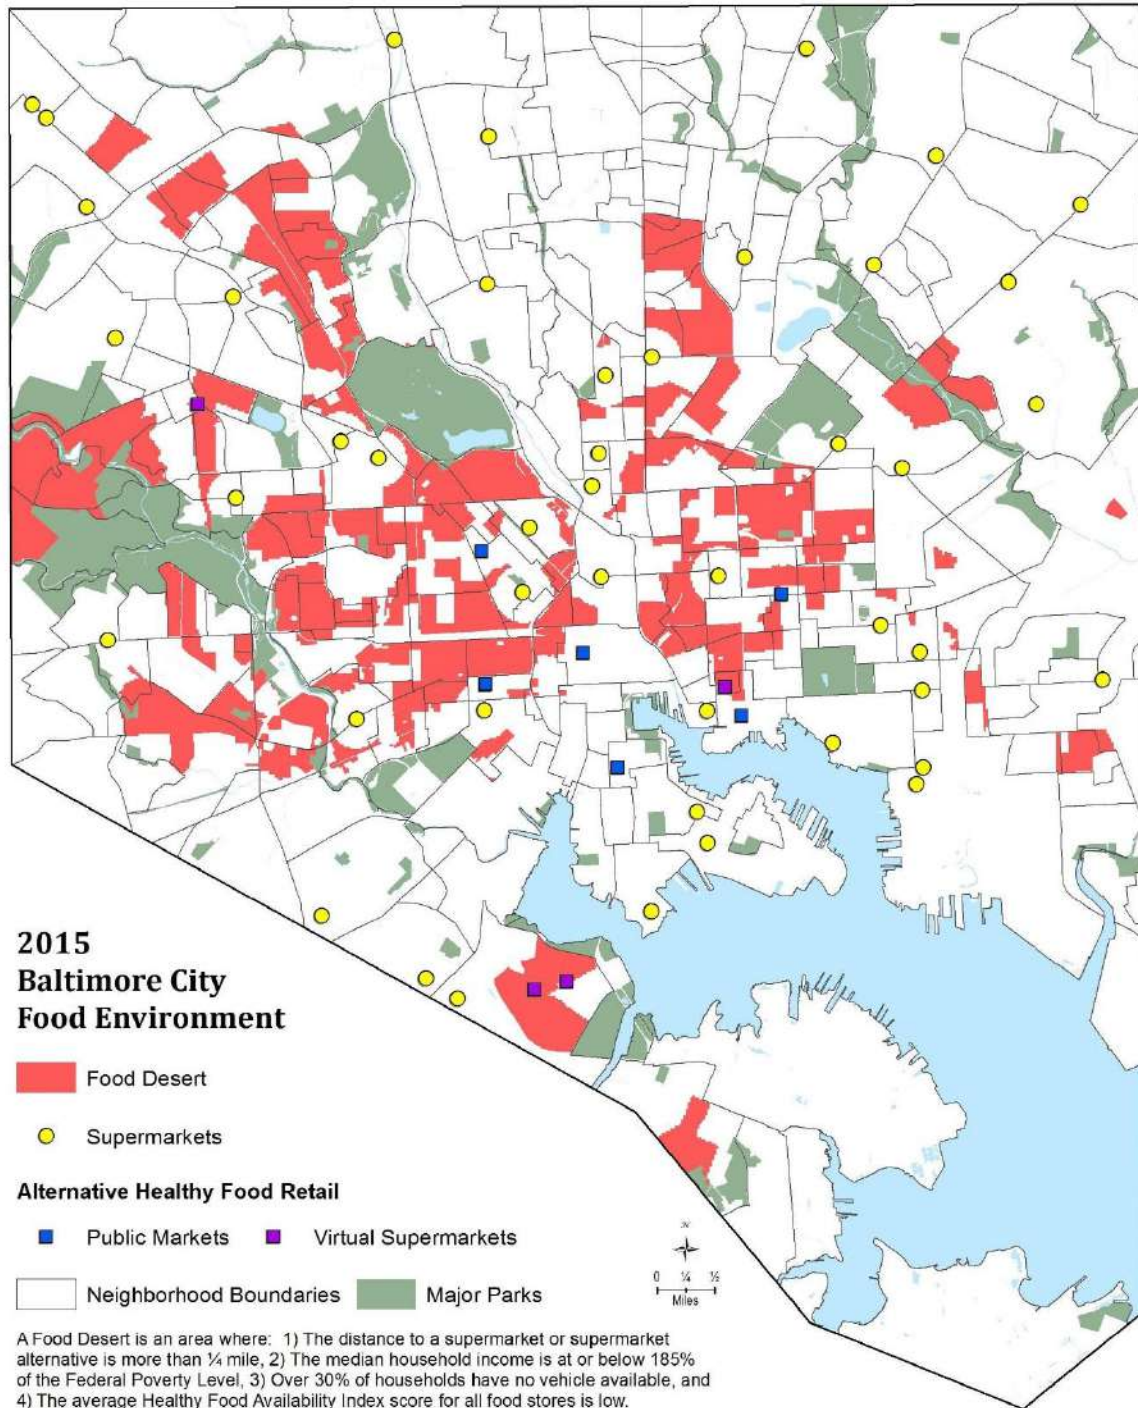 2015
Baltimore City
Food Environment
Food Desert
Supermarkets
Alternative Healthy Food Retail
Public Markets
Virtual Supermarkets
Neighborhood Boundaries
Major Parks
0 ¼ ½
Miles
A Food Desert is an area where: 1) The distance to a supermarket or supermarket
alternative is more than ¼ mile, 2) The median household income is at or below 185%
of the Federal Poverty Level, 3) Over 30% of households have no vehicle available, and
4) The average Healthy Food Availability Index score for all food stores is low.